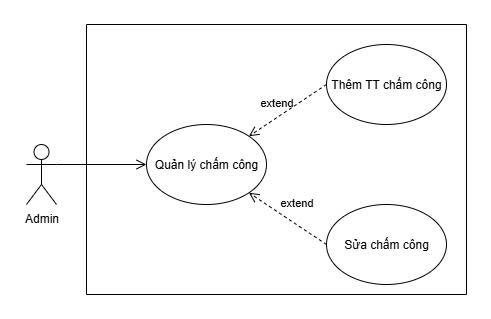 Thêm TT chấm công
extend
Quản lý chấm công
extend
Admin
Sửa chấm công